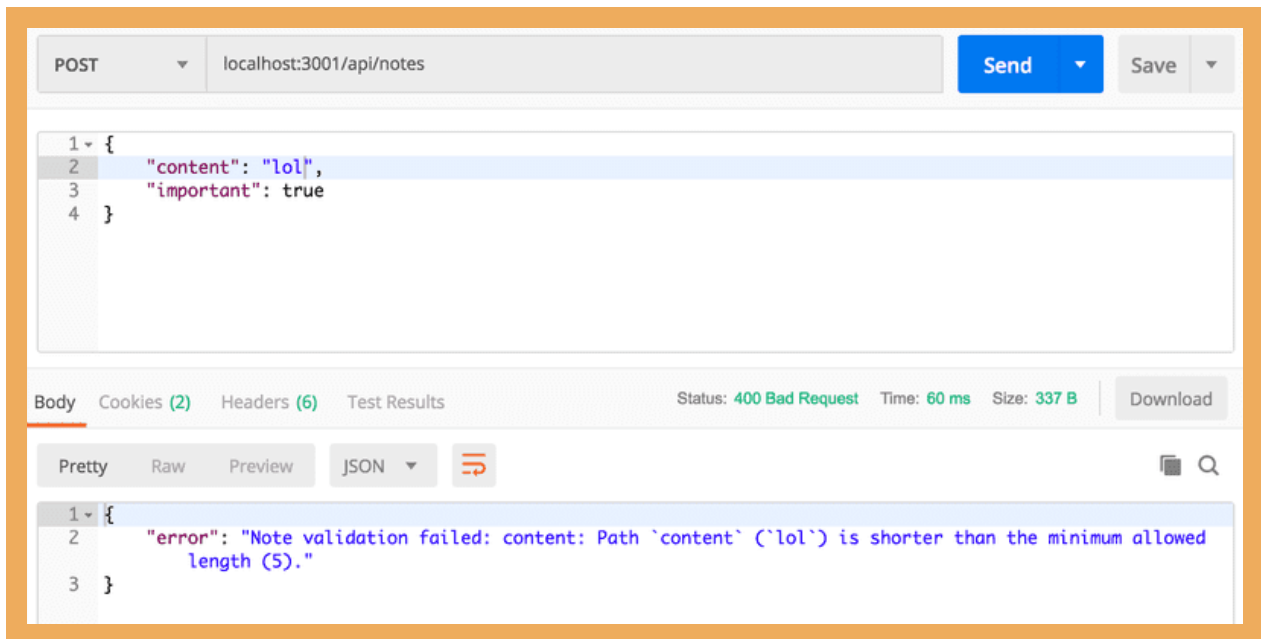 POST localhost:3001/api/notes Send Save
1 {
2 "content": "lol",
3 "important": true
4 }
Body Cookies (2) Headers (6) Test Results Status: 400 Bad Request Time: 60 ms Size: 337 B Download
Pretty Raw Preview JSON
1 {
2 "error": "Note validation failed: content: Path `content` (`lol`) is shorter than the minimum allowed
length (5)."
3 }